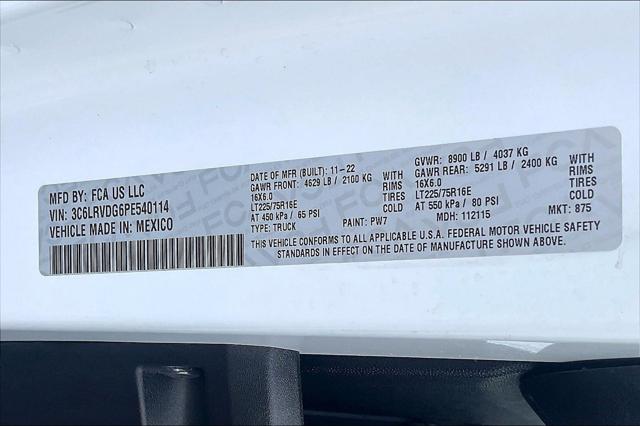 MFD BY: FCA US LLC
VIN: 3C6LRVDG6PE540114
VEHICLE MADE IN: MEXICO
DATE OF MFR (BUILT): 11-22
GAWR FRONT: 4629 LB / 2100 KG
16X6.0 RIMS
LT225/75R16E TIRES
AT 450 kPa / 65 PSI COLD
TYPE: TRUCK PAINT: PW7
GVWR: 8900 LB / 4037 KG
GAWR REAR: 5291 LB / 2400 KG
16X6.0 RIMS
LT225/75R16E TIRES
AT 550 kPa / 80 PSI COLD
MDH: 112115 MKT: 875
THIS VEHICLE CONFORMS TO ALL APPLICABLE U.S.A. FEDERAL MOTOR VEHICLE SAFETY
STANDARDS IN EFFECT ON THE DATE OF MANUFACTURE SHOWN ABOVE.